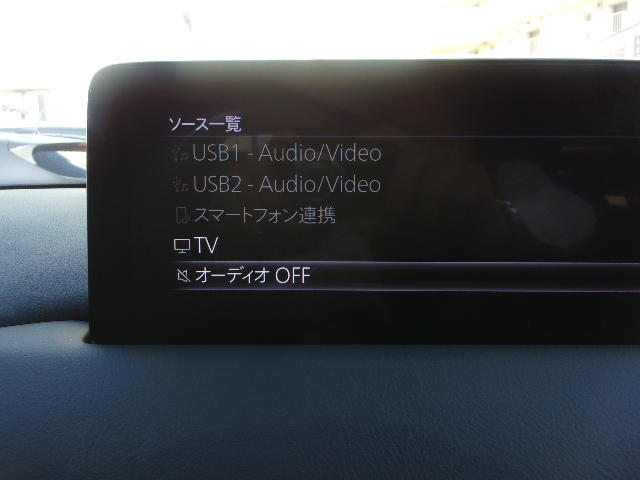 ソース一覧
USB1 - Audio/Video
USB2 - Audio/Video
スマートフォン連携
TV
オーディオ OFF